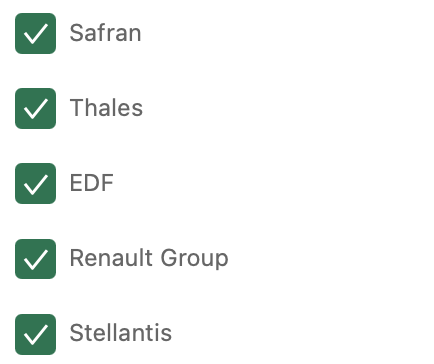 Safran
Thales
EDF
Renault Group
Stellantis